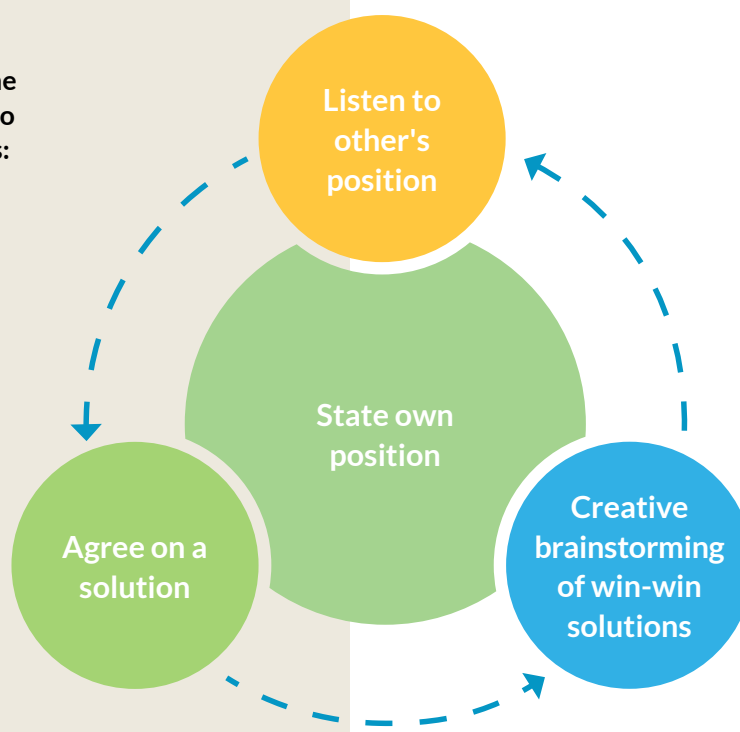 Listen to
other's
position
State own
position
Agree on a
solution
Creative
brainstorming
of win-win
solutions